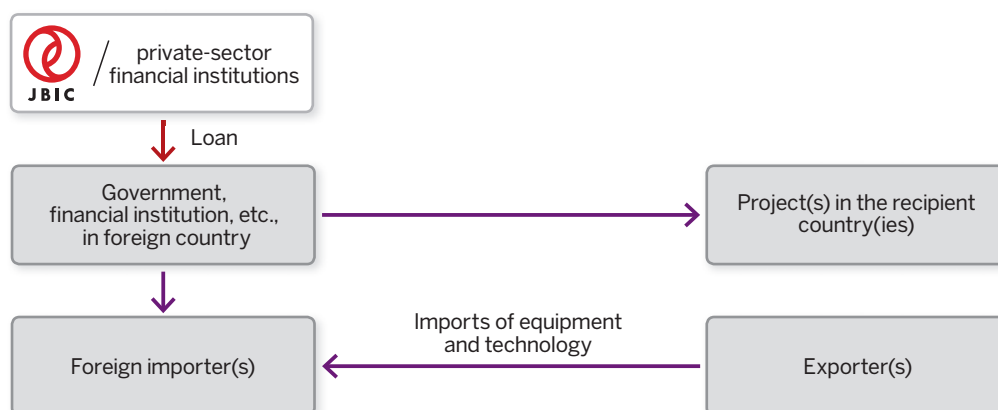 JBIC
/ private-sector
financial institutions
Loan
Government,
financial institution, etc.,
in foreign country
Project(s) in the recipient
country(ies)
Imports of equipment
and technology
Foreign importer(s)
Exporter(s)